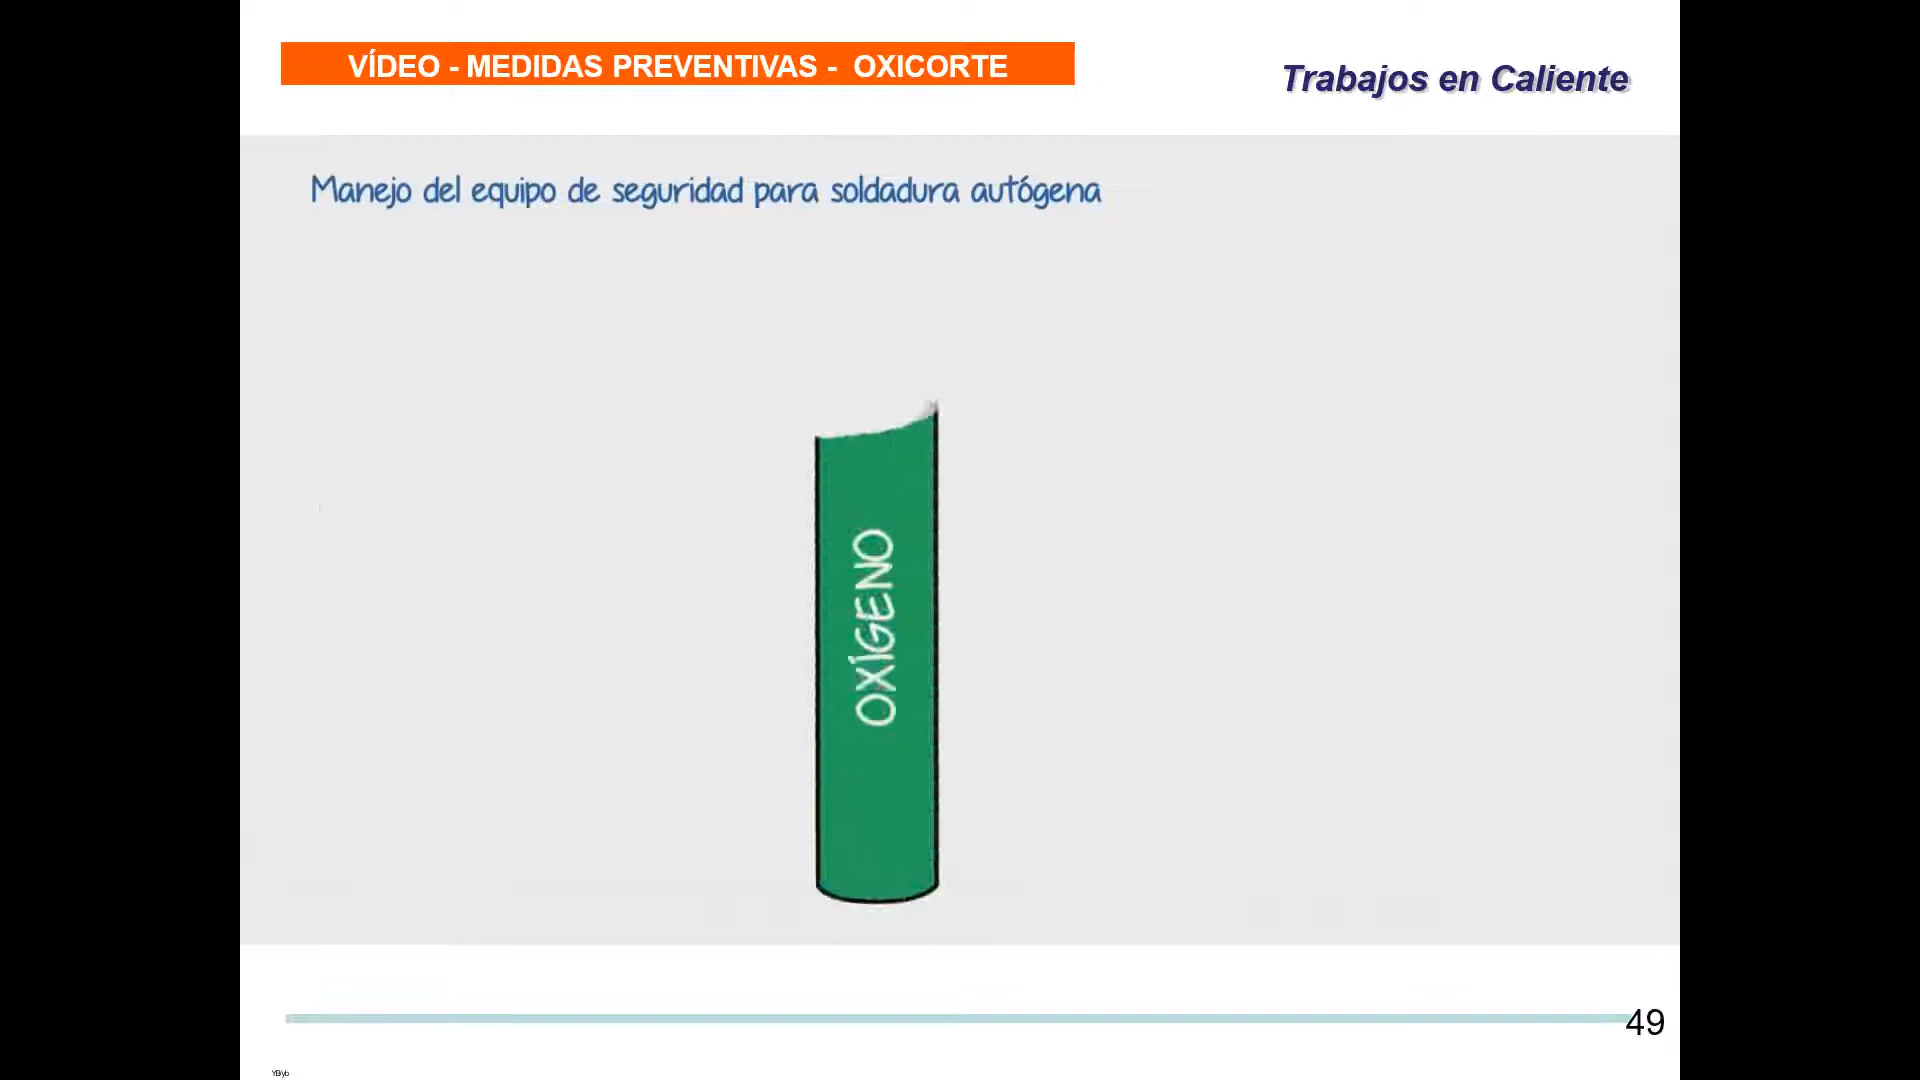 VÍDEO - MEDIDAS PREVENTIVAS - OXICORTE
Trabajos en Caliente
Manejo del equipo de seguridad para soldadura autógena
OXÍGENO
49